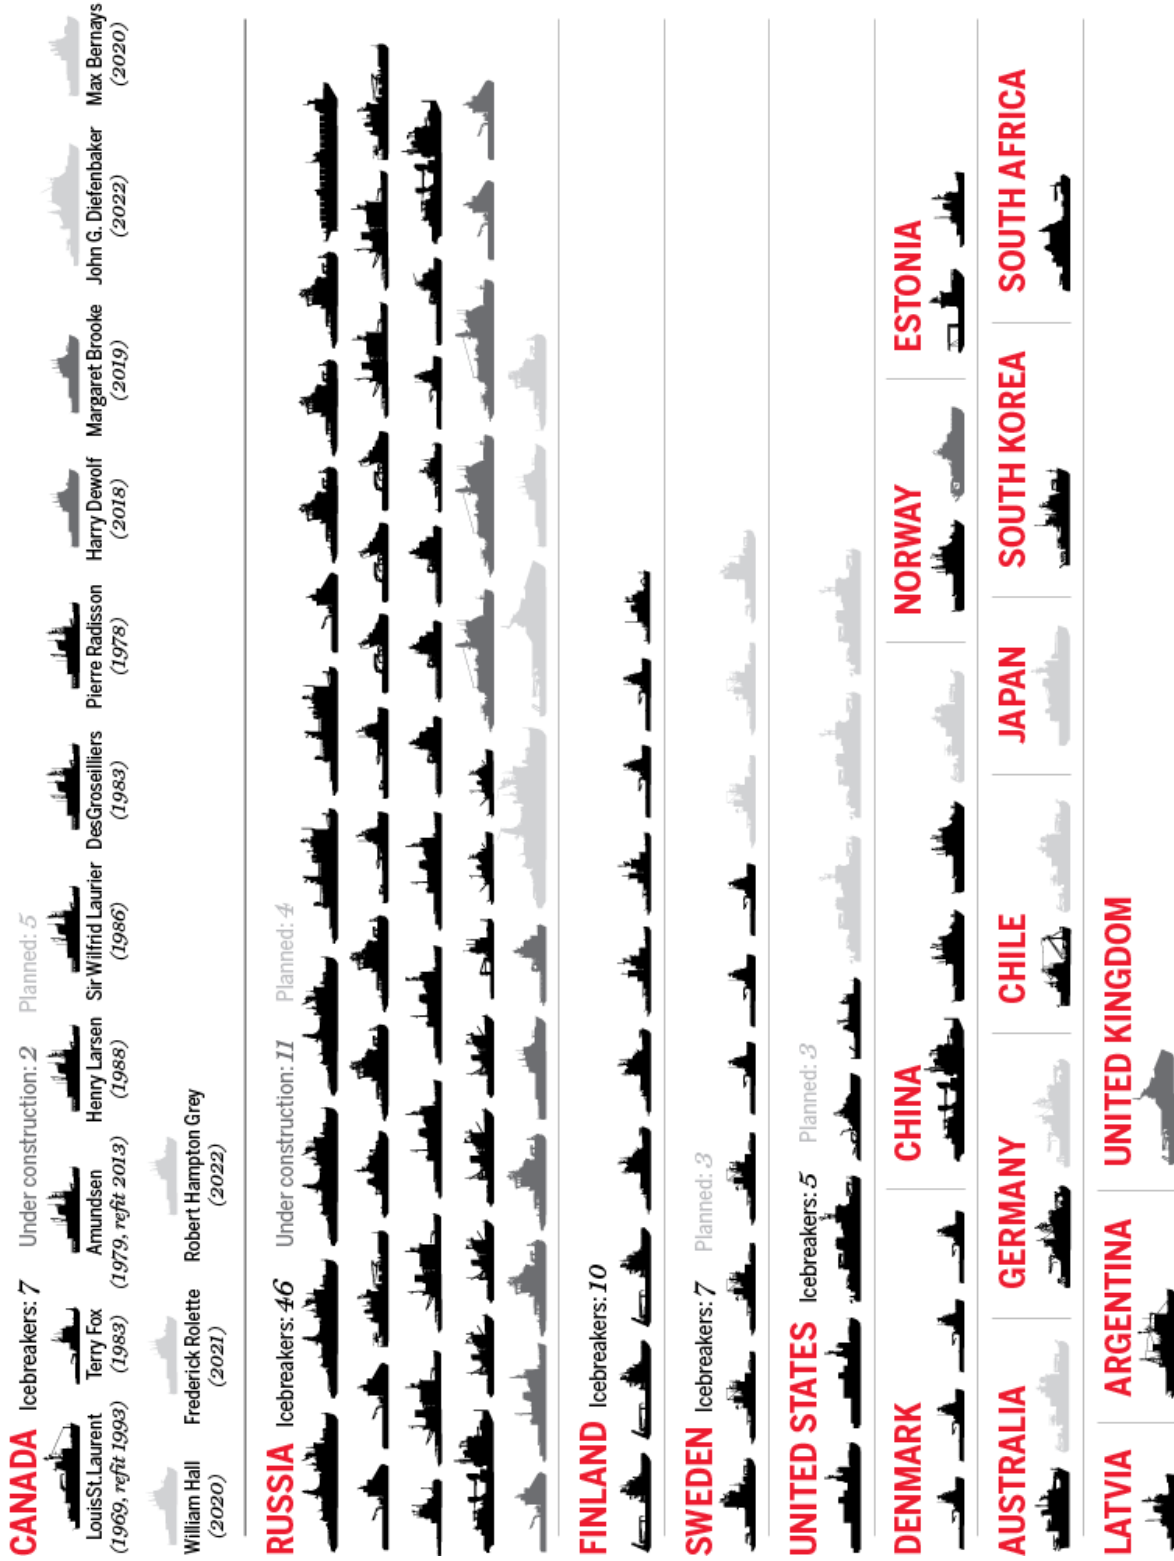 CANADA Icebreakers: 7 Under construction: 2 Planned: 5
LouisSt.Laurent
(1969, refit 1993)
Terry Fox
(1983)
Amundsen
(1979, refit 2013)
Henry Larsen
(1988)
Sir Wilfrid Laurier
(1986)
DesGroseilliers
(1983)
Pierre Radisson
(1978)
Harry Dewolf
(2018)
Margaret Brooke
(2019)
John G. Diefenbaker
(2022)
Max Bernays
(2020)
William Hall
(2020)
Frederick Rolette
(2021)
Robert Hampton Grey
(2022)
RUSSIA Icebreakers: 46 Under construction: 11 Planned: 4
FINLAND Icebreakers: 10
SWEDEN Icebreakers: 7 Planned: 3
UNITED STATES Icebreakers: 5 Planned: 3
DENMARK
CHINA
NORWAY
ESTONIA
AUSTRALIA
GERMANY
CHILE
JAPAN
SOUTH KOREA
SOUTH AFRICA
LATVIA
ARGENTINA
UNITED KINGDOM